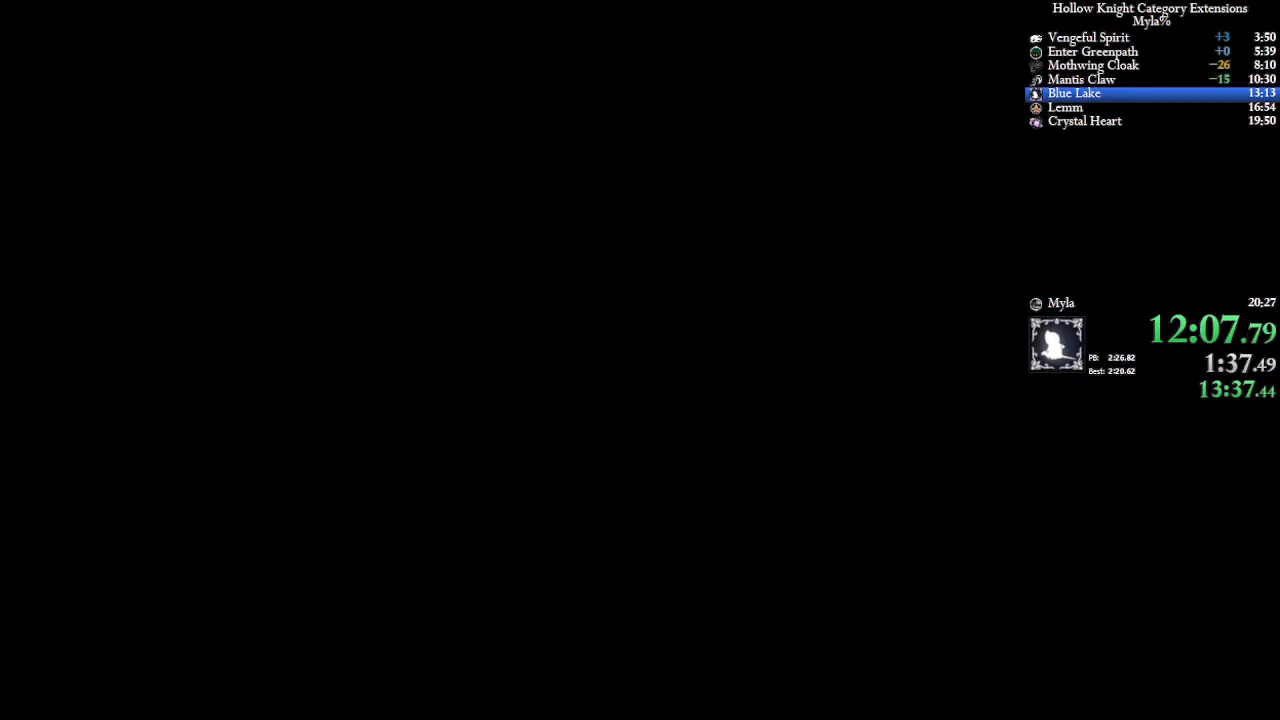 Hollow Knight Category Extensions
Myla%
Vengeful Spirit +3 3:50
Enter Greenpath +0 5:39
Mothwing Cloak −26 8:10
Mantis Claw −15 10:30
Blue Lake 13:13
Lemm 16:54
Crystal Heart 19:50
Myla 20:27
12:07.79
PB: 2:26.82 1:37.49
Best: 2:20.62
13:37.44